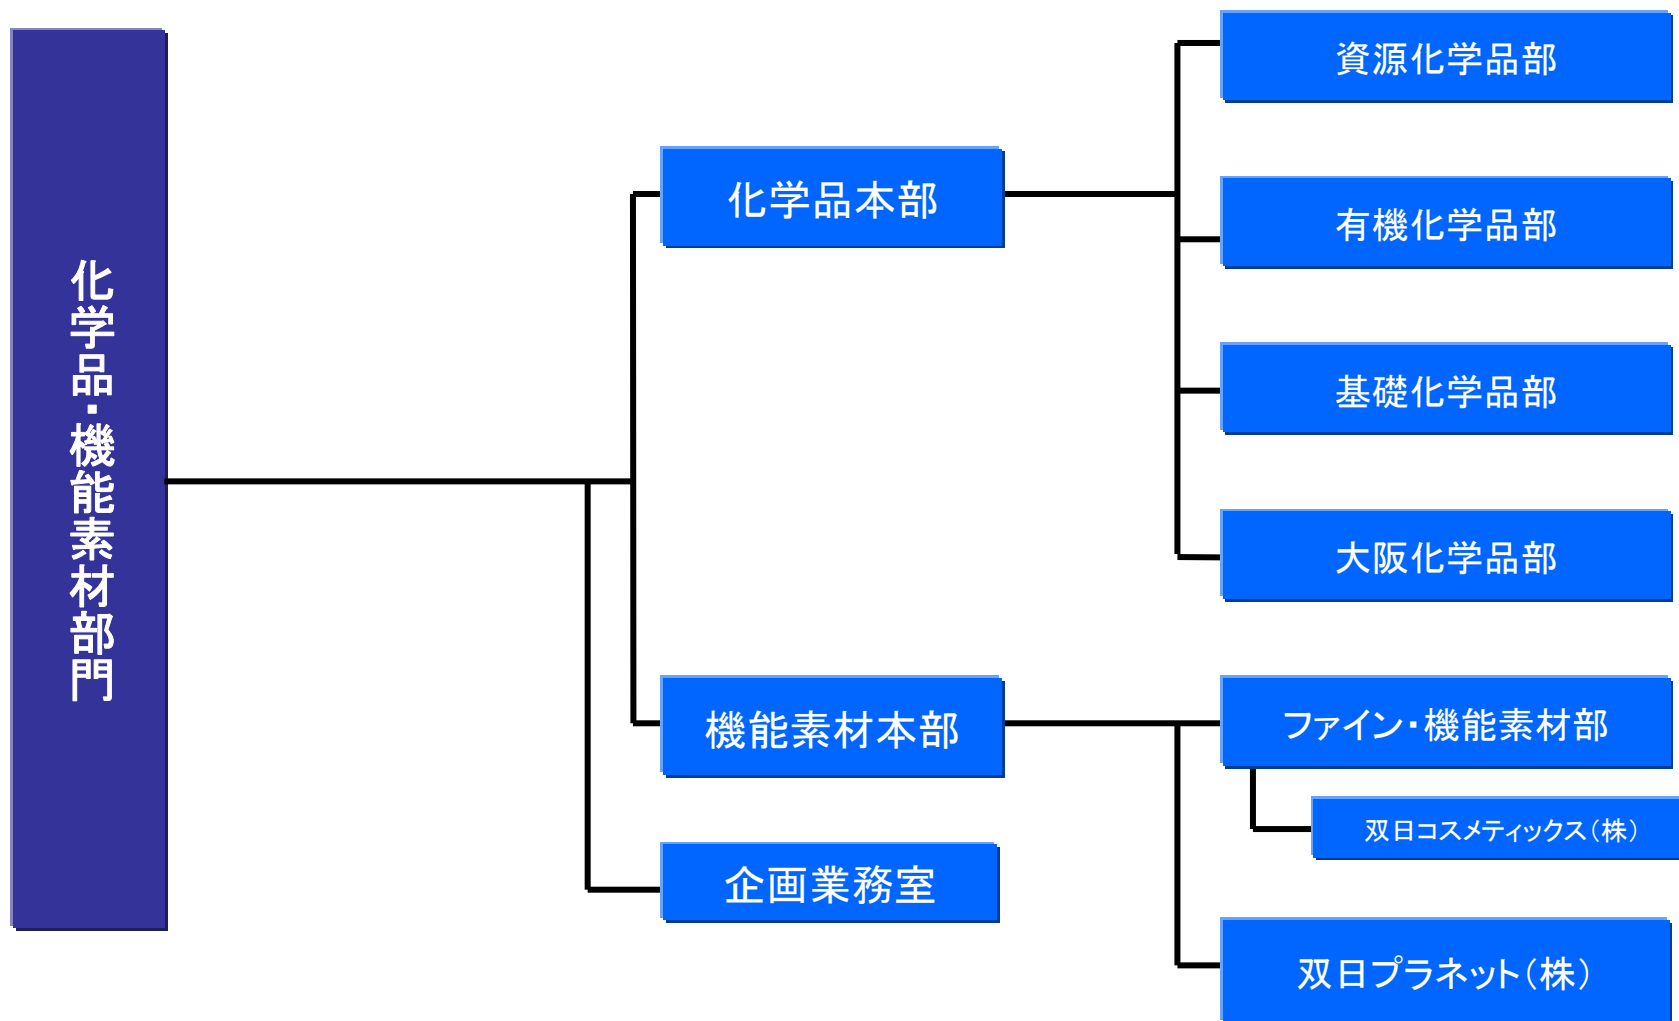 化学品・機能素材部門
化学品本部
資源化学品部
有機化学品部
基礎化学品部
大阪化学品部
機能素材本部
ファイン・機能素材部
双日コスメティックス（株）
双日プラネット（株）
企画業務室